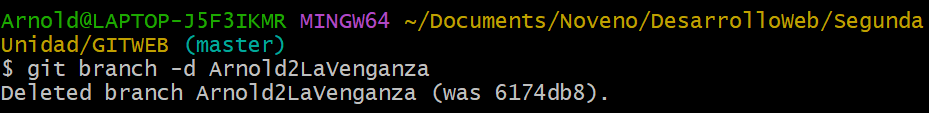 Arnold@LAPTOP-J5F3IKMR MINGW64 ~/Documents/Noveno/DesarrolloWeb/Segunda
Unidad/GITWEB (master)
$ git branch -d Arnold2LaVenganza
Deleted branch Arnold2LaVenganza (was 6174db8).